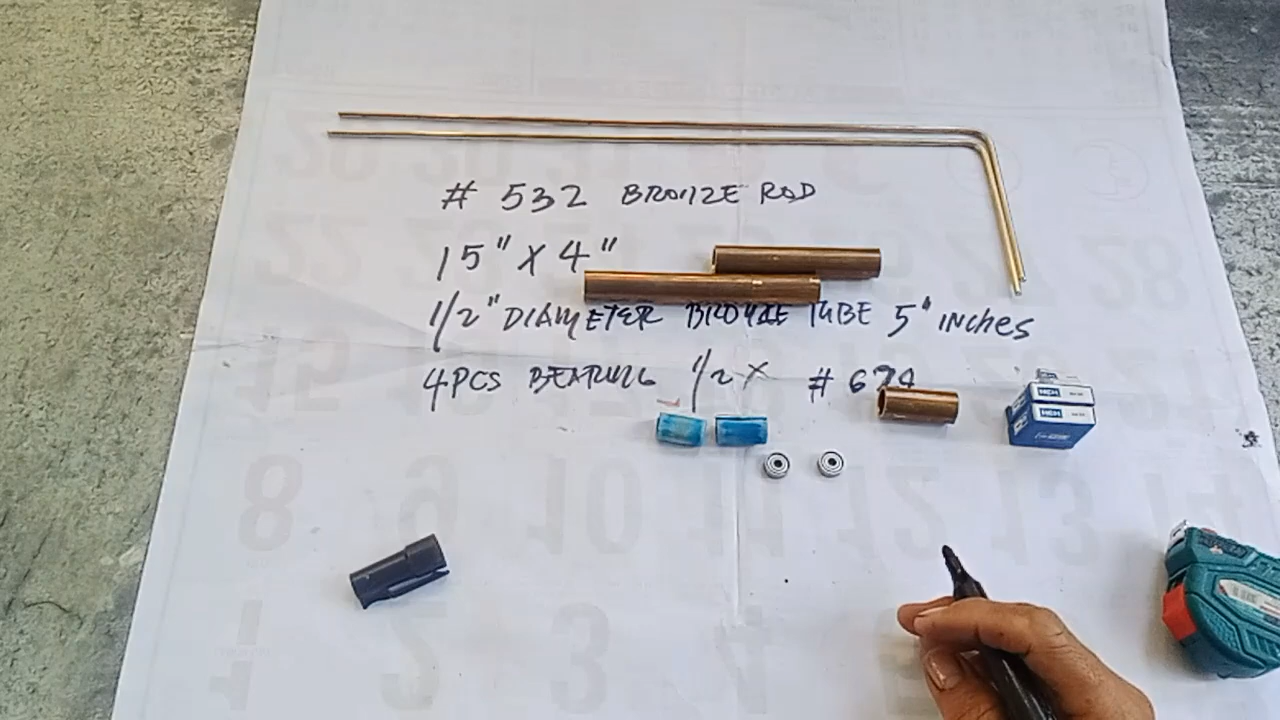 # 532 BRONZE ROD
15" X 4"
1/2" DIAMETER BRONZE TUBE 5" INCHES
4PCS BEARING 1/2 X # 674